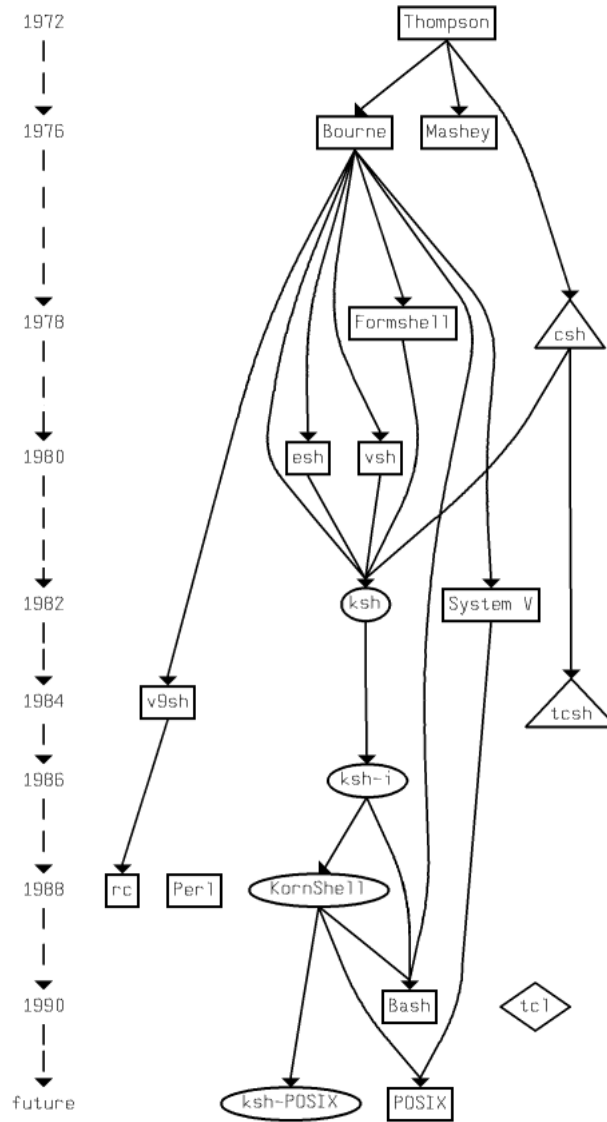 1972 Thompson
1976 Bourne Mashey
1978 Formshell csh
1980 esh vsh
1982 ksh System V
1984 v9sh tcsh
1986 ksh-i
1988 rc Perl KornShell
1990 Bash tcl
future ksh-POSIX POSIX